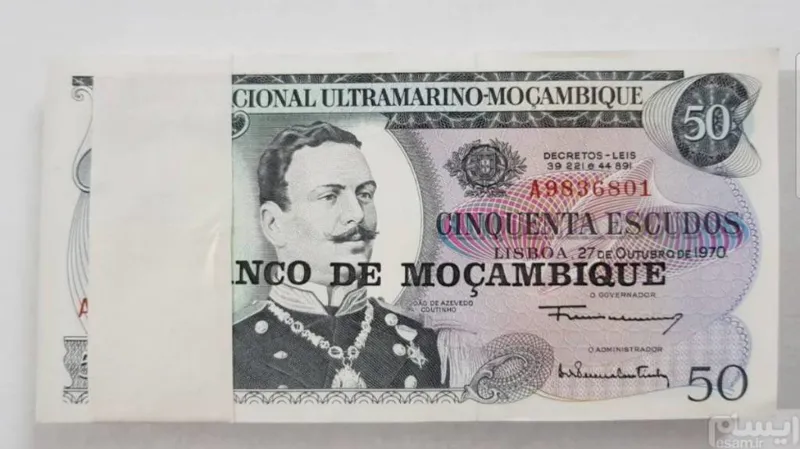 CIONAL ULTRAMARINO-MOÇAMBIQUE
50
DECRETOS - LEIS
39 221 e 44 891
A9836801
CINQUENTA ESCUDOS
LISBOA, 27 DE OUTUBRO DE 1970
NCO DE MOÇAMBIQUE
O GOVERNADOR
JOÃO DE AZEVEDO
COUTINHO
O ADMINISTRADOR
50
A
ایسام
esam.ir